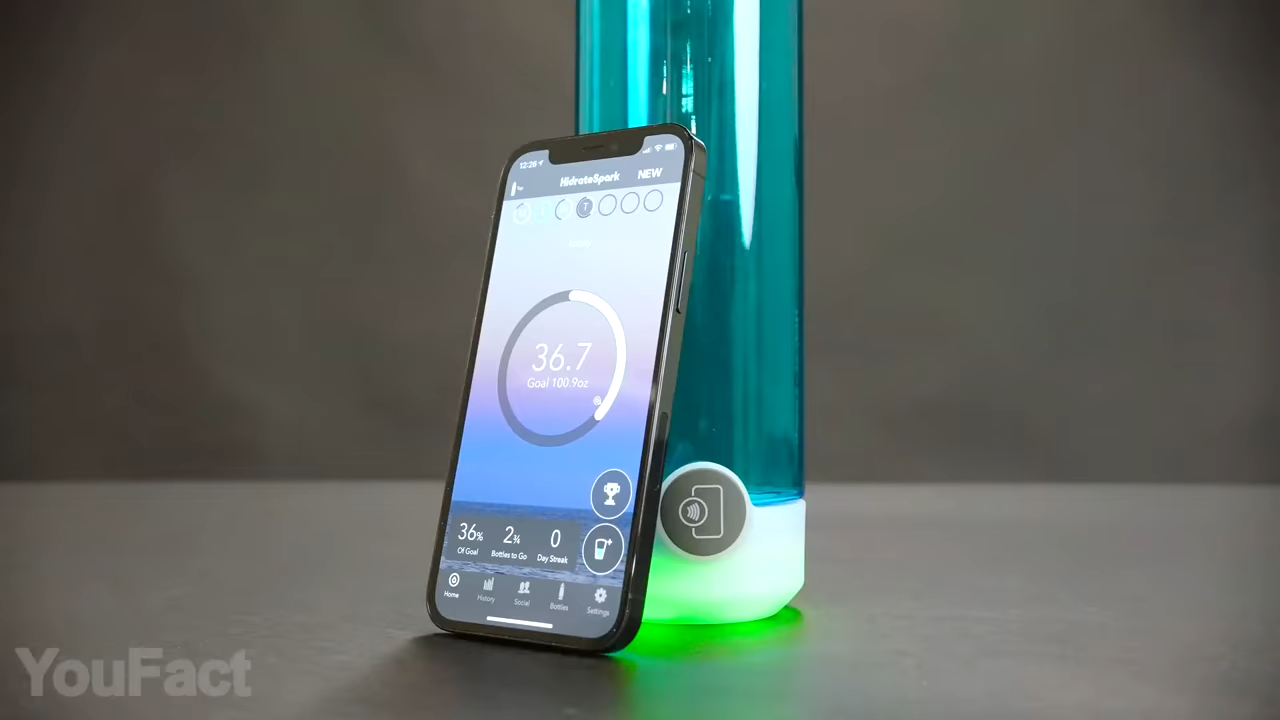 12:26
HidrateSpark NEW
T
36.7
Goal 100.9oz
36% 2¾ 0
Of Goal Bottles to Go Day Streak
Home History Social Bottles Settings
YouFact